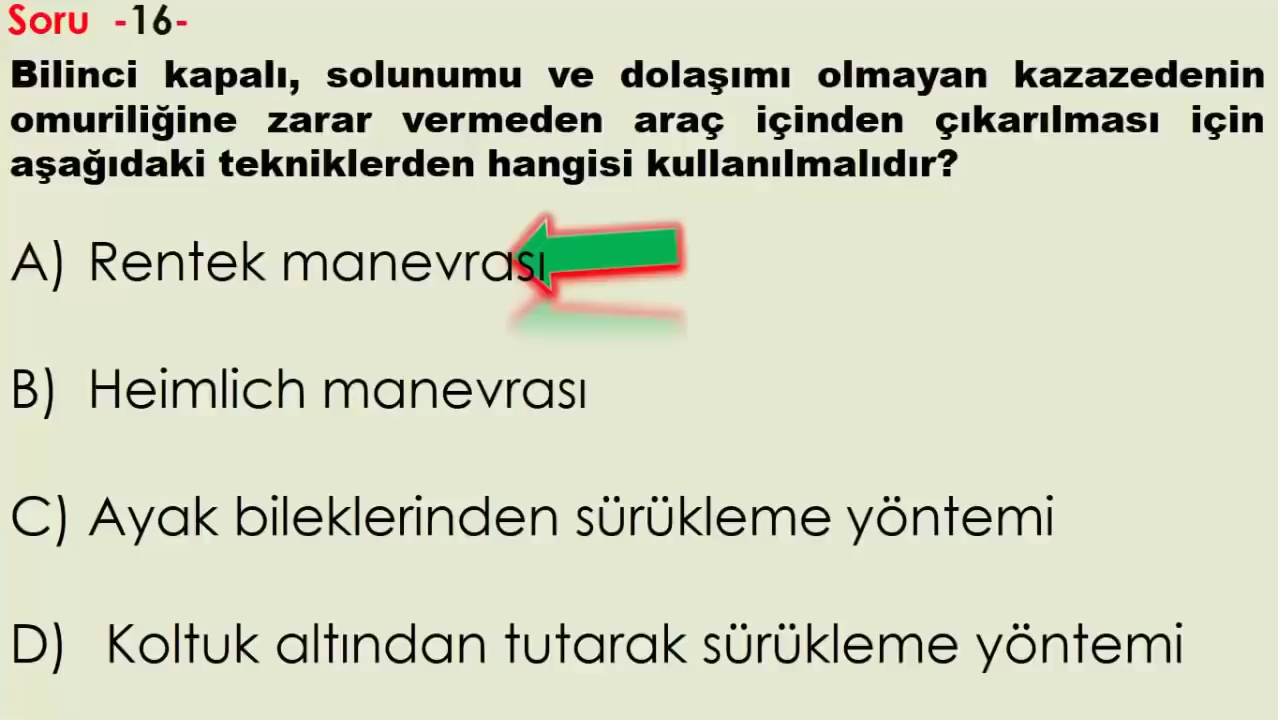 Soru -16-
Bilinci kapalı, solunumu ve dolaşımı olmayan kazazedenin
omuriliğine zarar vermeden araç içinden çıkarılması için
aşağıdaki tekniklerden hangisi kullanılmalıdır?
A) Rentek manevrası
B) Heimlich manevrası
C) Ayak bileklerinden sürükleme yöntemi
D) Koltuk altından tutarak sürükleme yöntemi